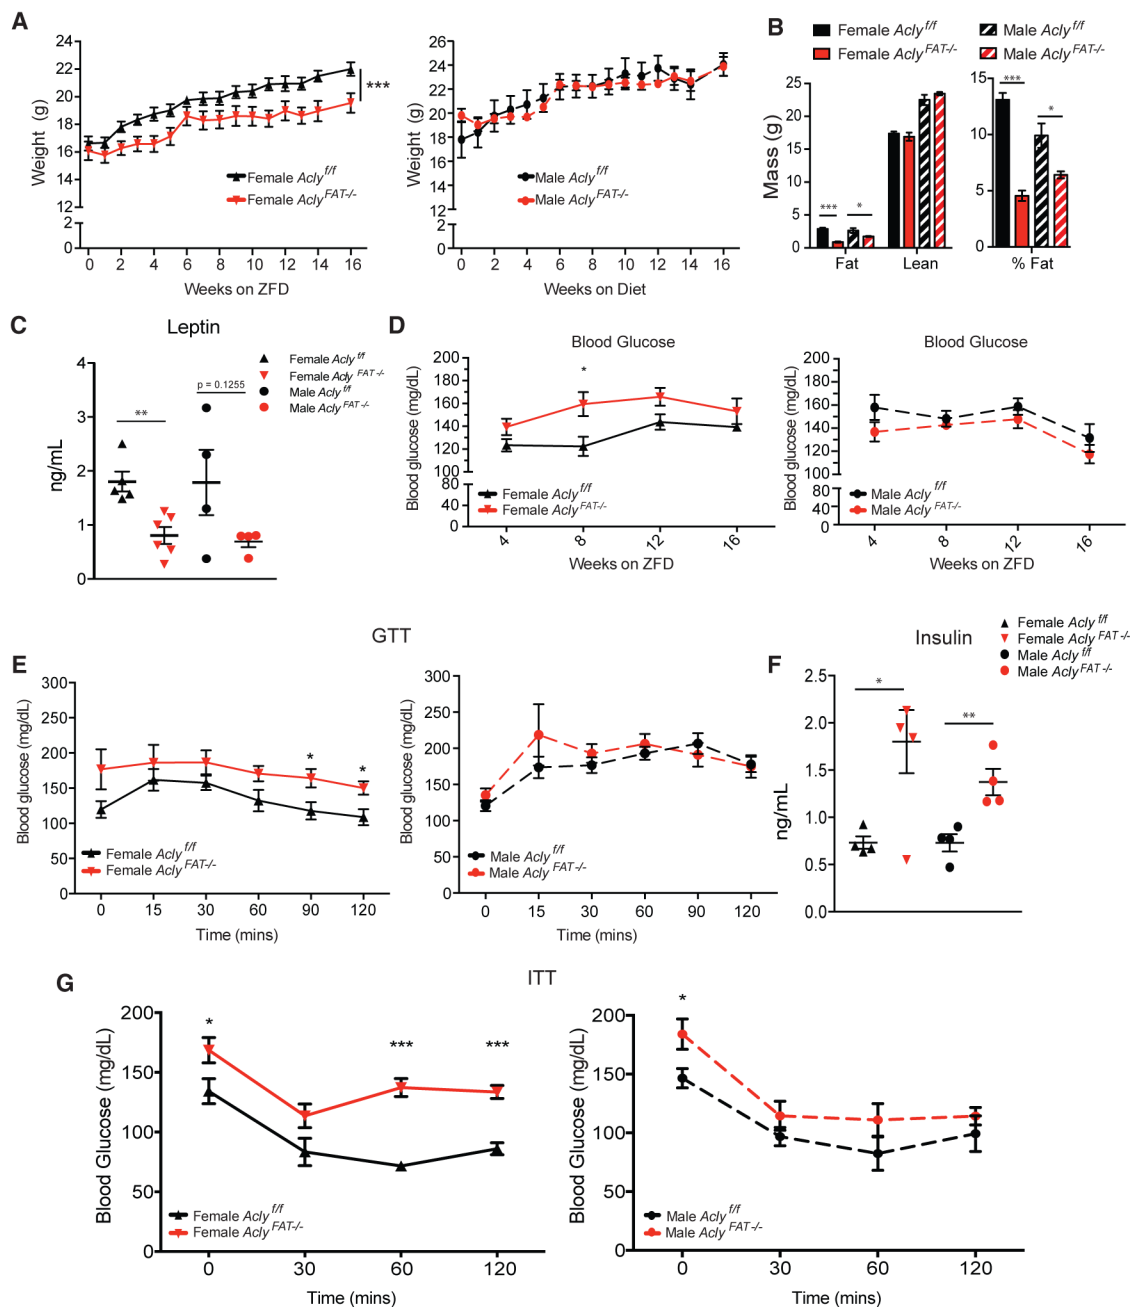 A
Weight (g)
24
22
20
18
16
14
12
2
0
***
Female Acly f/f
Female Acly FAT-/-
0 2 4 6 8 10 12 14 16
Weeks on ZFD
Weight (g)
26
24
22
20
18
16
14
12
2
0
Male Acly f/f
Male Acly FAT-/-
0 2 4 6 8 10 12 14 16
Weeks on Diet
B
Female Acly f/f
Female Acly FAT-/-
Male Acly f/f
Male Acly FAT-/-
Mass (g)
25
20
15
10
5
0
*** *
Fat Lean
15
10
5
0
***
*
% Fat
C
Leptin
Female Acly f/f
Female Acly FAT-/-
Male Acly f/f
Male Acly FAT-/-
ng/mL
4
3
2
1
0
**
p = 0.1255
D
Blood Glucose
Blood glucose (mg/dL)
200
180
160
140
120
100
80
40
0
*
Female Acly f/f
Female Acly FAT-/-
4 8 12 16
Weeks on ZFD
Blood Glucose
Blood glucose (mg/dL)
200
180
160
140
120
100
80
40
0
Male Acly f/f
Male Acly FAT-/-
4 8 12 16
Weeks on ZFD
GTT
E
Blood glucose (mg/dL)
300
250
200
150
100
50
0
* *
Female Acly f/f
Female Acly FAT-/-
0 15 30 60 90 120
Time (mins)
Blood glucose (mg/dL)
300
250
200
150
100
50
0
Male Acly f/f
Male Acly FAT-/-
0 15 30 60 90 120
Time (mins)
F
Insulin
Female Acly f/f
Female Acly FAT-/-
Male Acly f/f
Male Acly FAT-/-
ng/mL
2.5
2.0
1.5
1.0
0.5
0.0
*
**
G
ITT
Blood Glucose (mg/dL)
200
150
100
50
0
* *** ***
Female Acly f/f
Female Acly FAT-/-
0 30 60 120
Time (mins)
Blood Glucose (mg/dL)
200
150
100
50
0
*
Male Acly f/f
Male Acly FAT-/-
0 30 60 120
Time (mins)